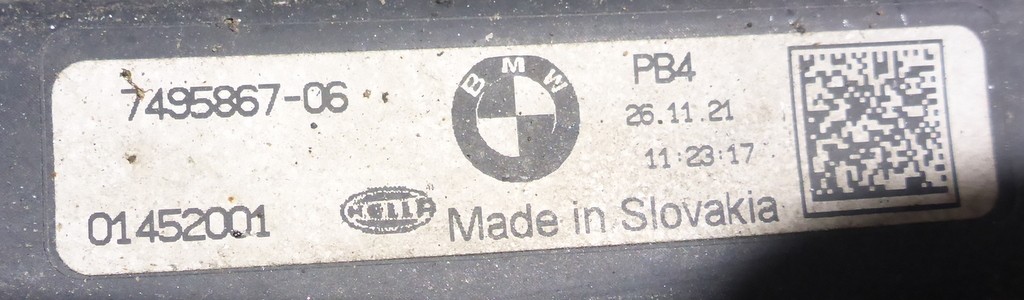 7495867-06
BMW
PB4
26.11.21
11:23:17
01452001
HELLA
Made in Slovakia